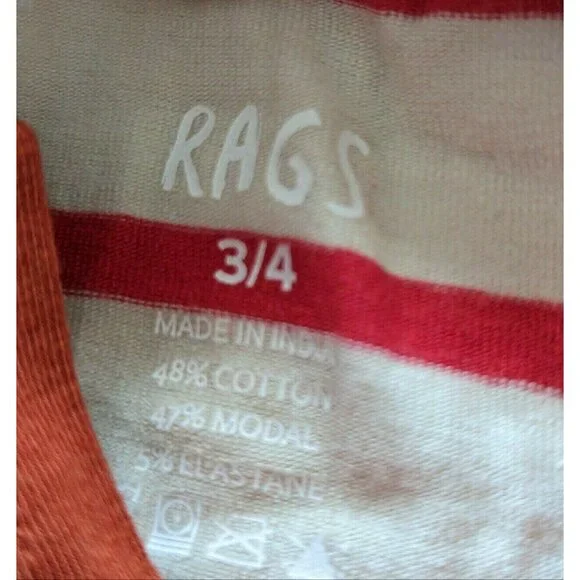 RAGS
3/4
MADE IN INDIA
48% COTTON
47% MODAL
5% ELASTANE